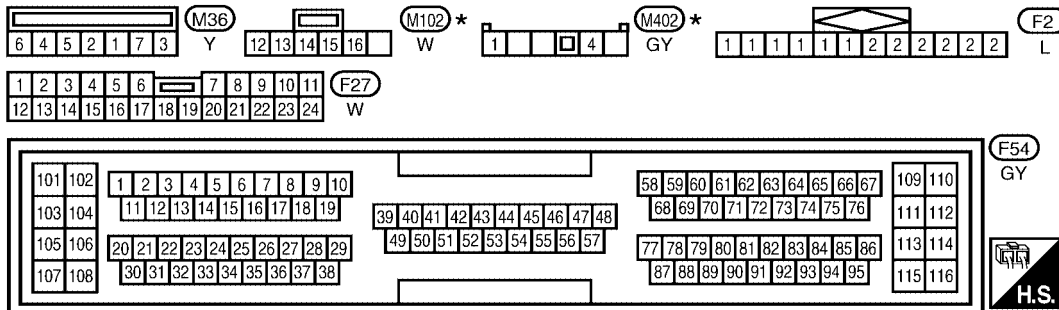 M36
Y
6 4 5 2 1 7 3
M102 *
W
12 13 14 15 16
M402 *
GY
1 4
F2
L
1 1 1 1 1 1 2 2 2 2 2 2
1 2 3 4 5 6 7 8 9 10 11
12 13 14 15 16 17 18 19 20 21 22 23 24
F27
W
F54
GY
101 102
103 104
105 106
107 108
1 2 3 4 5 6 7 8 9 10
11 12 13 14 15 16 17 18 19
20 21 22 23 24 25 26 27 28 29
30 31 32 33 34 35 36 37 38
39 40 41 42 43 44 45 46 47 48
49 50 51 52 53 54 55 56 57
58 59 60 61 62 63 64 65 66 67
68 69 70 71 72 73 74 75 76
77 78 79 80 81 82 83 84 85 86
87 88 89 90 91 92 93 94 95
109 110
111 112
113 114
115 116
H.S.